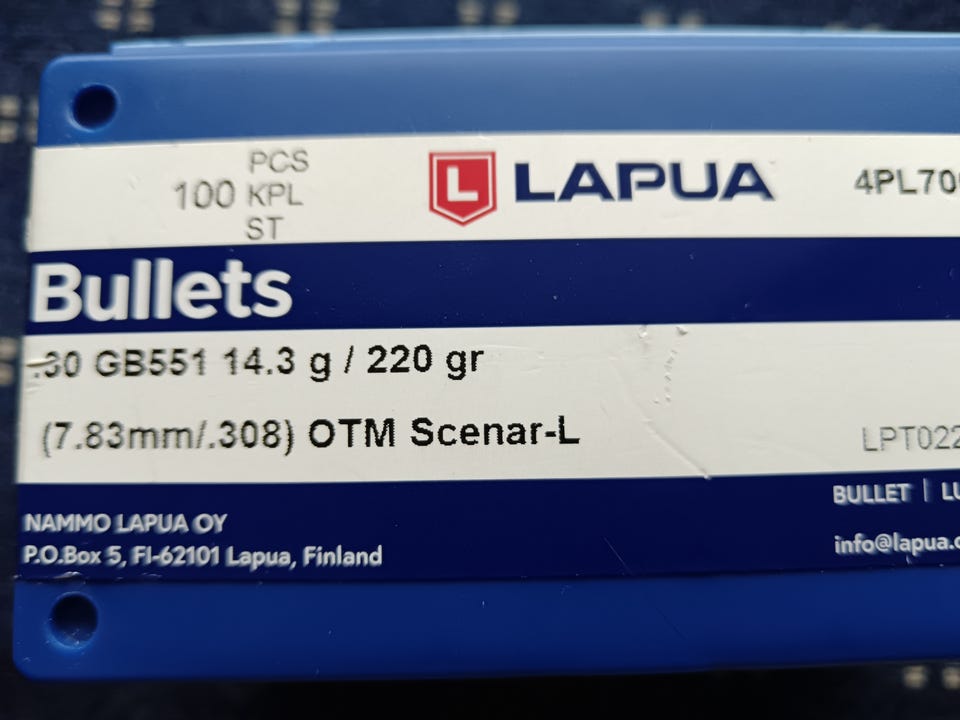 PCS
100 KPL
ST
L LAPUA
4PL70
Bullets
.30 GB551 14.3 g / 220 gr
(7.83mm/.308) OTM Scenar-L
LPT022
BULLET | LU
NAMMO LAPUA OY
P.O.Box 5, FI-62101 Lapua, Finland
info@lapua.c